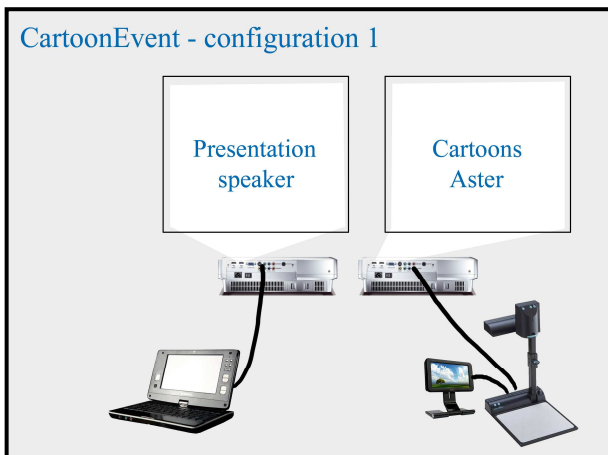 CartoonEvent - configuration 1
Presentation
speaker
Cartoons
Aster